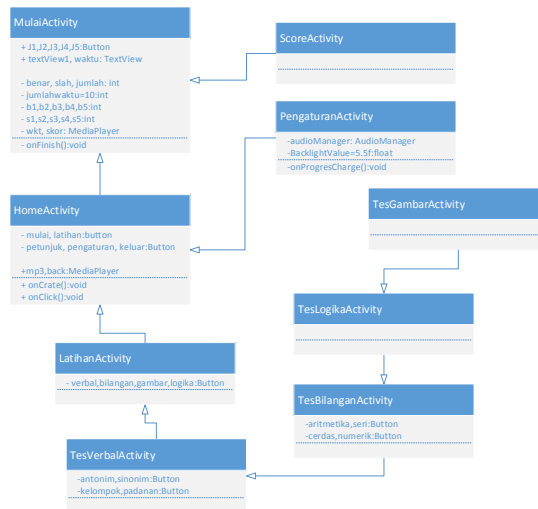 MulaiActivity
+ J1,J2,J3,J4,J5:Button
+ textView1, waktu: TextView
- benar, slah, jumlah: int
- jumlahwaktu=10:int
- b1,b2,b3,b4,b5:int
- s1,s2,s3,s4,s5:int
- wkt, skor: MediaPlayer
- onFinish():void
ScoreActivity
PengaturanActivity
-audioManager: AudioManager
-BacklightValue=5.5f:float
-onProgresCharge():void
HomeActivity
- mulai, latihan:button
- petunjuk, pengaturan, keluar:Button
+mp3,back:MediaPlayer
+ onCrate():void
+ onClick():void
TesGambarActivity
TesLogikaActivity
LatihanActivity
- verbal,bilangan,gambar,logika:Button
TesBilanganActivity
-aritmetika,seri:Button
-cerdas,numerik:Button
TesVerbalActivity
-antonim,sinonim:Button
-kelompok,padanan:Button